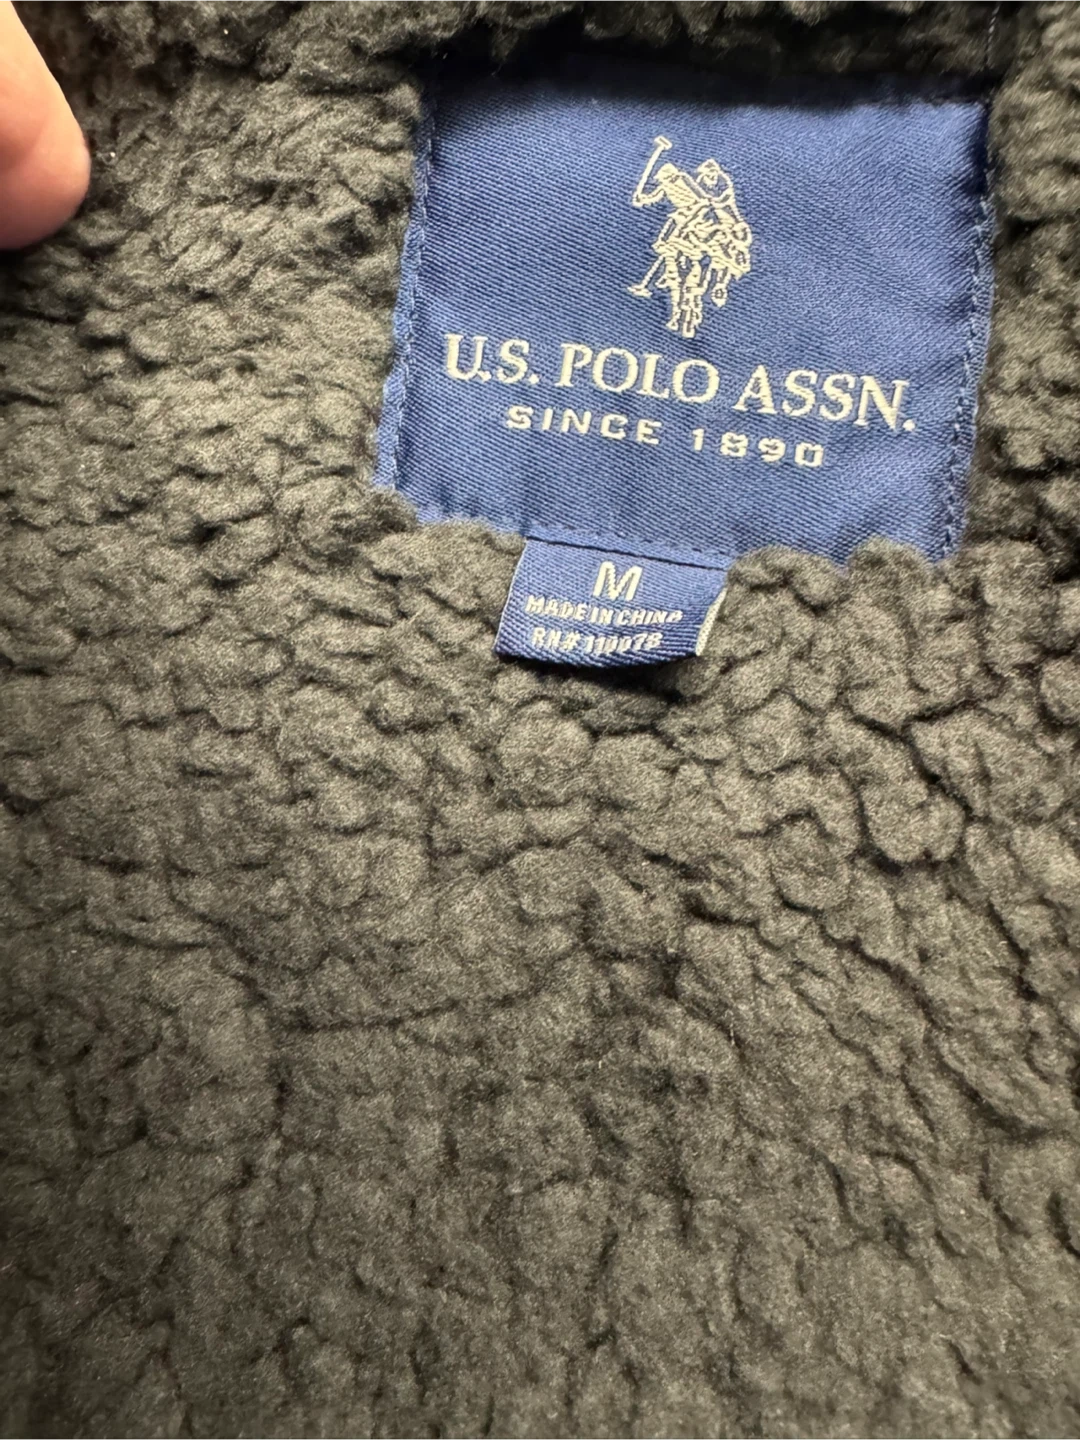 U.S. POLO ASSN.
SINCE 1890
M
MADE IN CHINA
RN# 110078